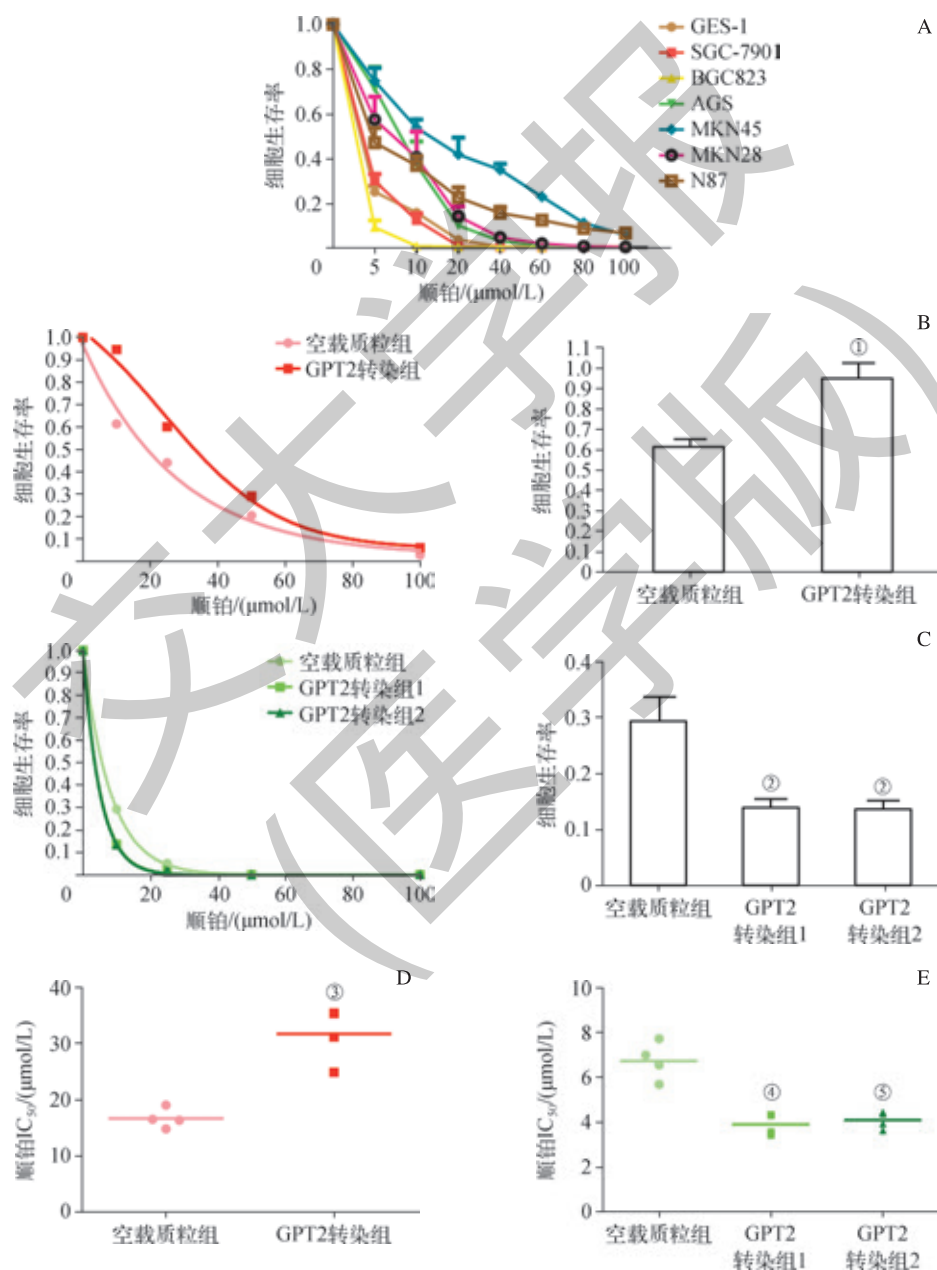 A
1.0
0.8
0.6
0.4
0.2
0
5
10
20
40
60
80
100
细胞生存率
顺铂/(μmol/L)
GES-1
SGC-7901
BGC823
AGS
MKN45
MKN28
N87
B
1.0
0.9
0.8
0.7
0.6
0.5
0.4
0.3
0.2
0.1
0
20
40
60
80
100
细胞生存率
顺铂/(μmol/L)
空载质粒组
GPT2转染组
1.1
1.0
0.9
0.8
0.7
0.6
0.5
0.4
0.3
0.2
0.1
0
细胞生存率
①
空载质粒组
GPT2转染组
C
1.0
0.9
0.8
0.7
0.6
0.5
0.4
0.3
0.2
0.1
0
20
40
60
80
100
细胞生存率
顺铂/(μmol/L)
空载质粒组
GPT2转染组1
GPT2转染组2
0.4
0.3
0.2
0.1
0
细胞生存率
②
②
空载质粒组
GPT2
转染组1
GPT2
转染组2
D
40
30
20
10
0
顺铂IC50/(μmol/L)
③
空载质粒组
GPT2转染组
E
10
8
6
4
2
0
顺铂IC50/(μmol/L)
④
⑤
空载质粒组
GPT2
转染组1
GPT2
转染组2
交大学报
(医学版)